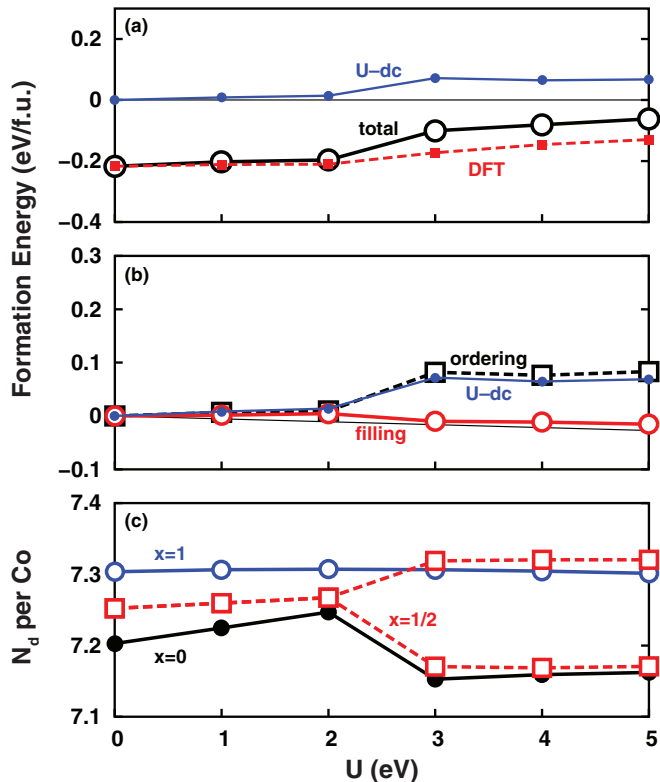 (a)
0.2
U–dc
0
total
−0.2
DFT
−0.4
Formation Energy (eV/f.u.)
0.3
(b)
0.2
0.1
ordering
U–dc
0
filling
−0.1
7.4
(c)
x=1
7.3
x=1/2
7.2
x=0
7.1
N_d per Co
0 1 2 3 4 5
U (eV)